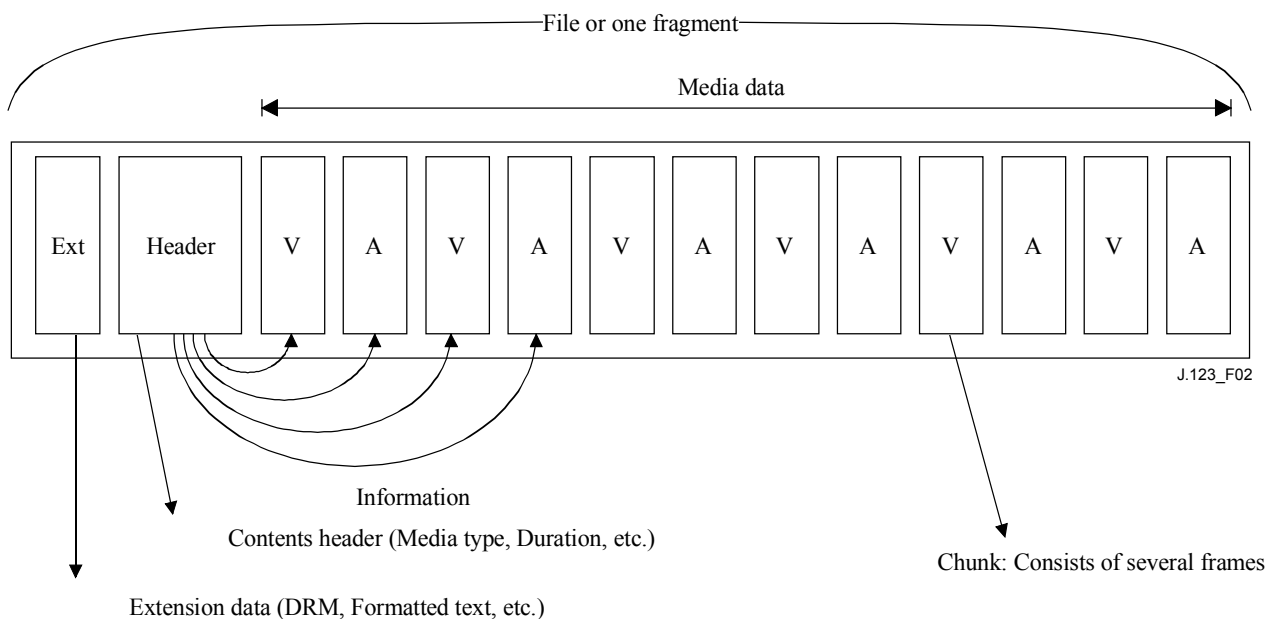 File or one fragment
Media data
Ext Header V A V A V A V A V A V A
J.123_F02
Information
Contents header (Media type, Duration, etc.)
Chunk: Consists of several frames
Extension data (DRM, Formatted text, etc.)